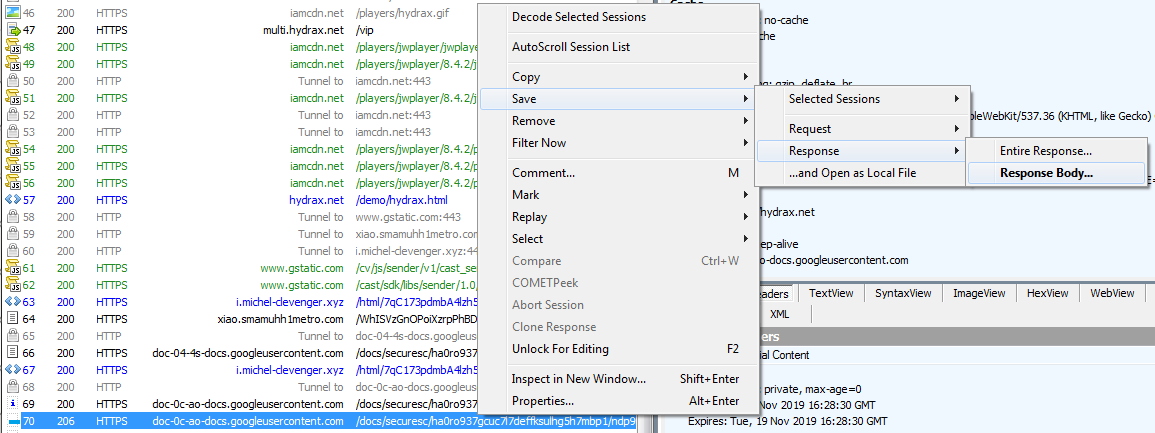 46 200 HTTPS iamcdn.net /players/hydrax.gif
47 200 HTTPS multi.hydrax.net /vip
48 200 HTTPS iamcdn.net /players/jwplayer/jwplayer
49 200 HTTPS iamcdn.net /players/jwplayer/8.4.2/j
50 200 HTTP Tunnel to iamcdn.net:443
51 200 HTTPS iamcdn.net /players/jwplayer/8.4.2/j
52 200 HTTP Tunnel to iamcdn.net:443
53 200 HTTP Tunnel to iamcdn.net:443
54 200 HTTPS iamcdn.net /players/jwplayer/8.4.2/p
55 200 HTTPS iamcdn.net /players/jwplayer/8.4.2/p
56 200 HTTPS iamcdn.net /players/jwplayer/8.4.2/j
57 200 HTTPS hydrax.net /demo/hydrax.html
58 200 HTTP Tunnel to www.gstatic.com:443
59 200 HTTP Tunnel to xiao.smamuhh1metro.com
60 200 HTTP Tunnel to i.michel-clevenger.xyz:44
61 200 HTTPS www.gstatic.com /cv/js/sender/v1/cast_se
62 200 HTTPS www.gstatic.com /cast/sdk/libs/sender/1.0/
63 200 HTTPS i.michel-clevenger.xyz /html/7qC173pdmbA4lzh5
64 200 HTTPS xiao.smamuhh1metro.com /WhISVzGnOPoiXzrpPhBD
65 200 HTTP Tunnel to doc-04-4s-docs.googleus
66 200 HTTPS doc-04-4s-docs.googleusercontent.com /docs/securesc/ha0ro937
67 200 HTTPS i.michel-clevenger.xyz /html/7qC173pdmbA4lzh5
68 200 HTTP Tunnel to doc-0c-ao-docs.googleus
69 200 HTTPS doc-0c-ao-docs.googleusercontent.com /docs/securesc/ha0ro937
70 206 HTTPS doc-0c-ao-docs.googleusercontent.com /docs/securesc/ha0ro937gcuc7l7deffksulhg5h7mbp1/ndp9
Decode Selected Sessions
AutoScroll Session List
Copy
Save
Remove
Filter Now
Comment... M
Mark
Replay
Select
Compare Ctrl+W
COMETPeek
Abort Session
Clone Response
Unlock For Editing F2
Inspect in New Window... Shift+Enter
Properties... Alt+Enter
Selected Sessions
Request
Response
...and Open as Local File
Entire Response...
Response Body...
Cache
no-cache
gzip, deflate, br
WebKit/537.36 (KHTML, like Gecko)
/hydrax.net
ep-alive
o-docs.googleusercontent.com
TextView SyntaxView ImageView HexView WebView
XML
ial Content
private, max-age=0
Nov 2019 16:28:30 GMT
Expires: Tue, 19 Nov 2019 16:28:30 GMT